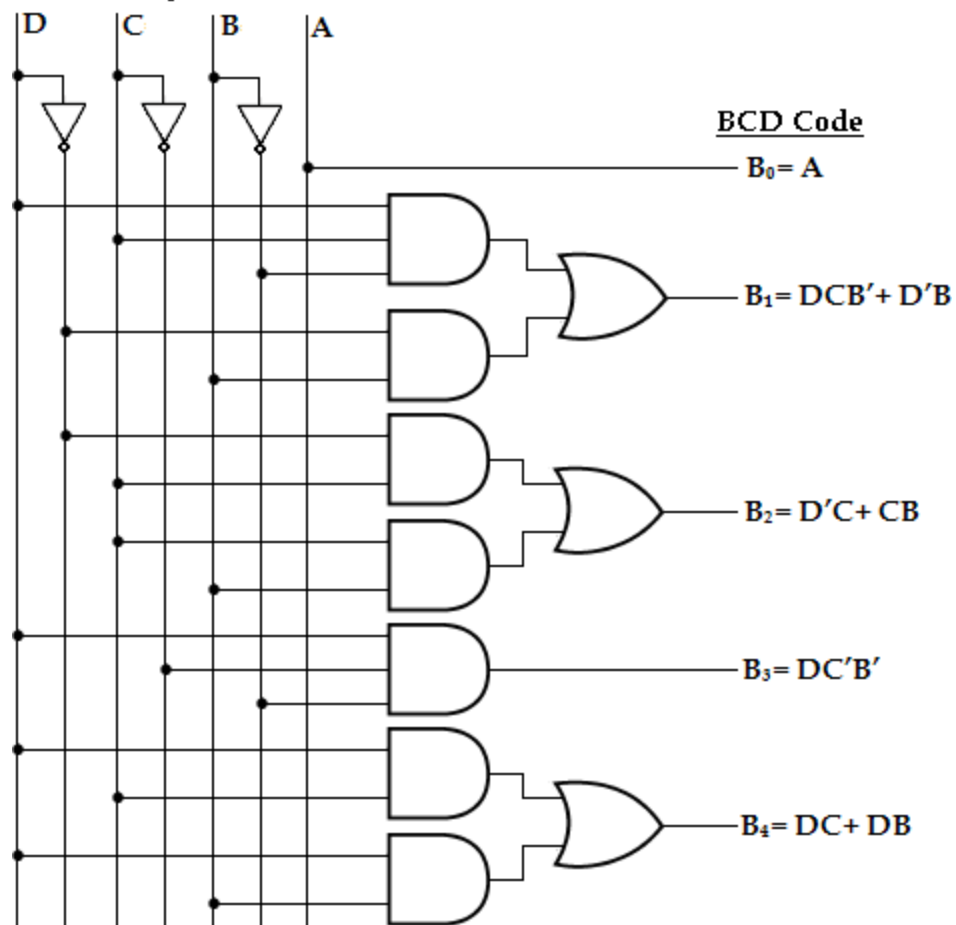 D C B A
BCD Code
B₀= A
B₁= DCB′+ D′B
B₂= D′C+ CB
B₃= DC′B′
B₄= DC+ DB